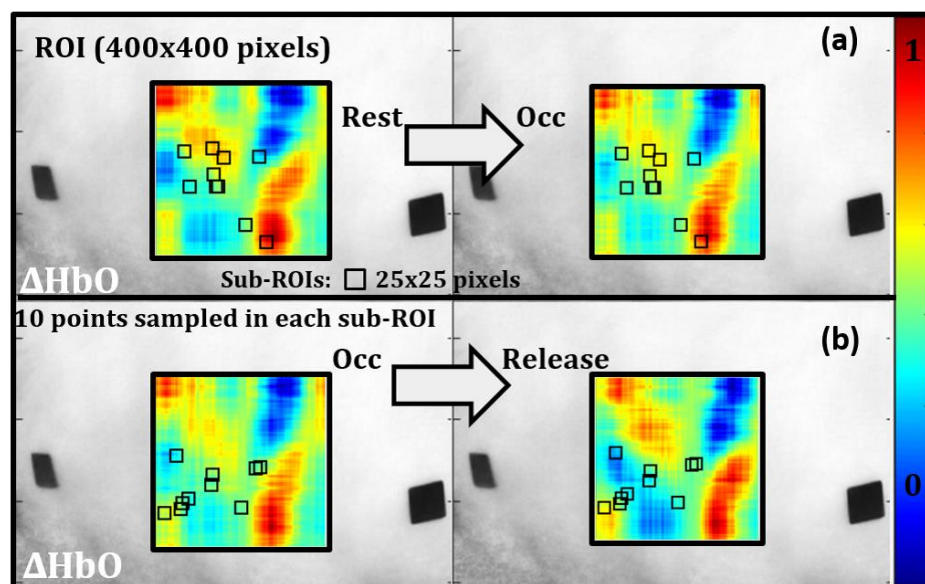 ROI (400x400 pixels)
(a)
1
Rest
Occ
ΔHbO
Sub-ROIs: 25x25 pixels
10 points sampled in each sub-ROI
(b)
Occ
Release
0
ΔHbO